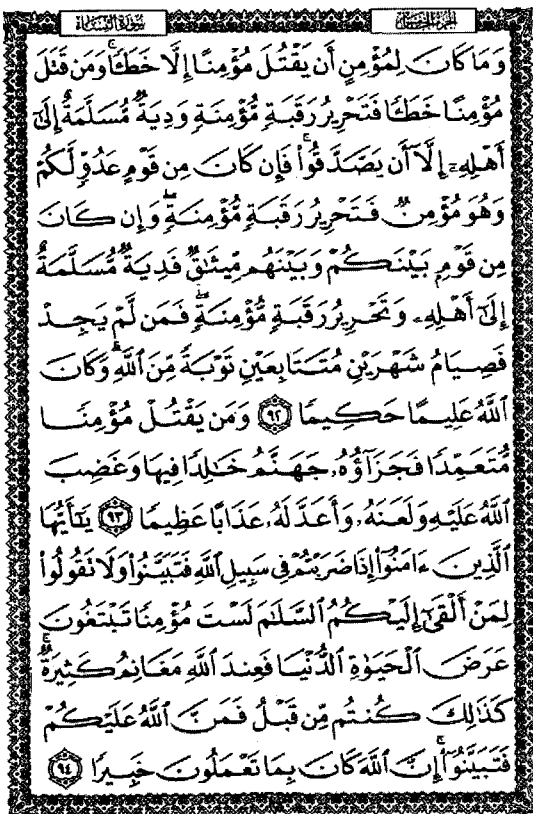 سورة النساء الجزء الخامس
وَمَا كَانَ لِمُؤْمِنٍ أَن يَقْتُلَ مُؤْمِنًا إِلَّا خَطَـًٔا وَمَن قَتَلَ
مُؤْمِنًا خَطَـًٔا فَتَحْرِيرُ رَقَبَةٍ مُّؤْمِنَةٍ وَدِيَةٌ مُّسَلَّمَةٌ إِلَىٰٓ
أَهْلِهِۦٓ إِلَّآ أَن يَصَّدَّقُوا۟ فَإِن كَانَ مِن قَوْمٍ عَدُوٍّ لَّكُمْ
وَهُوَ مُؤْمِنٌ فَتَحْرِيرُ رَقَبَةٍ مُّؤْمِنَةٍ ۖ وَإِن كَانَ
مِن قَوْمٍۭ بَيْنَكُمْ وَبَيْنَهُم مِّيثَـٰقٌ فَدِيَةٌ مُّسَلَّمَةٌ
إِلَىٰٓ أَهْلِهِۦ وَتَحْرِيرُ رَقَبَةٍ مُّؤْمِنَةٍ ۖ فَمَن لَّمْ يَجِدْ
فَصِيَامُ شَهْرَيْنِ مُتَتَابِعَيْنِ تَوْبَةً مِّنَ ٱللَّهِ ۗ وَكَانَ
ٱللَّهُ عَلِيمًا حَكِيمًا ٩٢ وَمَن يَقْتُلْ مُؤْمِنًا
مُّتَعَمِّدًا فَجَزَآؤُهُۥ جَهَنَّمُ خَـٰلِدًا فِيهَا وَغَضِبَ
ٱللَّهُ عَلَيْهِ وَلَعَنَهُۥ وَأَعَدَّ لَهُۥ عَذَابًا عَظِيمًا ٩٣ يَـٰٓأَيُّهَا
ٱلَّذِينَ ءَامَنُوٓا۟ إِذَا ضَرَبْتُمْ فِى سَبِيلِ ٱللَّهِ فَتَبَيَّنُوا۟ وَلَا تَقُولُوا۟
لِمَنْ أَلْقَىٰٓ إِلَيْكُمُ ٱلسَّلَـٰمَ لَسْتَ مُؤْمِنًا تَبْتَغُونَ
عَرَضَ ٱلْحَيَوٰةِ ٱلدُّنْيَا فَعِندَ ٱللَّهِ مَغَانِمُ كَثِيرَةٌ ۚ
كَذَٰلِكَ كُنتُم مِّن قَبْلُ فَمَنَّ ٱللَّهُ عَلَيْكُمْ
فَتَبَيَّنُوٓا۟ ۚ إِنَّ ٱللَّهَ كَانَ بِمَا تَعْمَلُونَ خَبِيرًا ٩٤